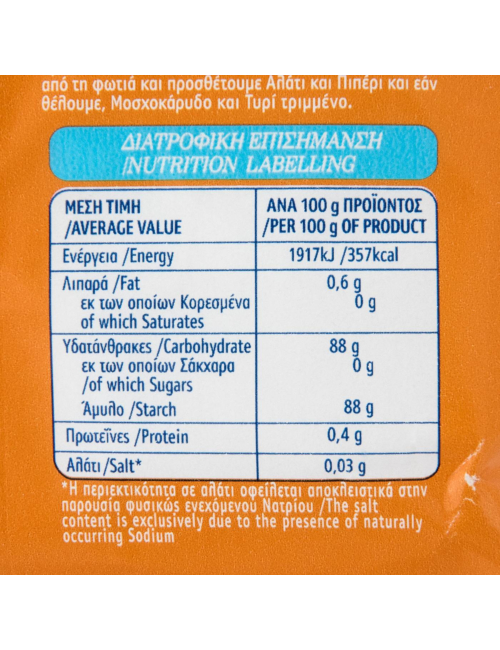 από τη φωτιά και προσθέτουμε Αλάτι και Πιπέρι και εάν
θέλουμε, Μοσχοκάρυδο και Τυρί τριμμένο.
ΔΙΑΤΡΟΦΙΚΗ ΕΠΙΣΗΜΑΝΣΗ
/NUTRITION LABELLING
ΜΕΣΗ ΤΙΜΗ
/AVERAGE VALUE
ΑΝΑ 100 g ΠΡΟΪΟΝΤΟΣ
/PER 100 g OF PRODUCT
Ενέργεια /Energy 1917kJ /357kcal
Λιπαρά /Fat 0,6 g
εκ των οποίων Κορεσμένα 0 g
of which Saturates
Υδατάνθρακες /Carbohydrate 88 g
εκ των οποίων Σάκχαρα 0 g
/of which Sugars
Άμυλο /Starch 88 g
Πρωτεΐνες /Protein 0,4 g
Αλάτι /Salt* 0,03 g
*Η περιεκτικότητα σε αλάτι οφείλεται αποκλειστικά στην
παρουσία φυσικώς ενεχόμενου Νατρίου /The salt
content is exclusively due to the presence of naturally
occurring Sodium